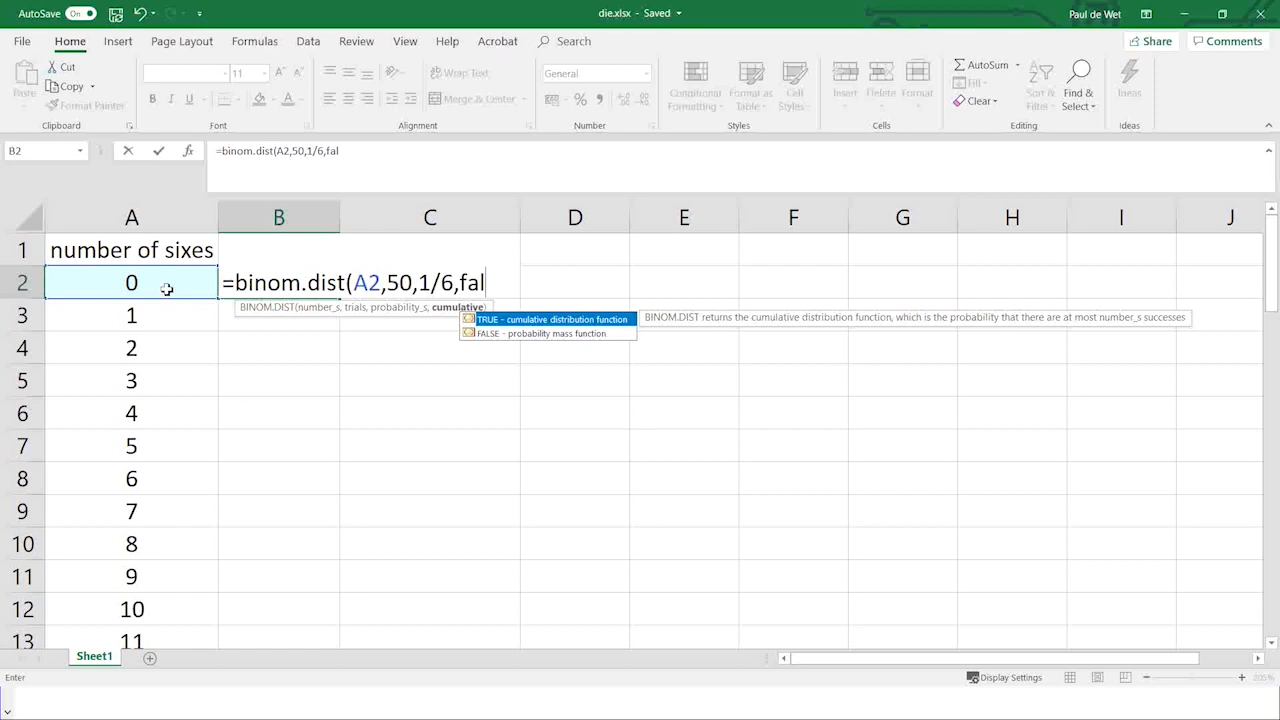 AutoSave On die.xlsx - Saved Paul de Wet
File Home Insert Page Layout Formulas Data Review View Help Acrobat Search Share Comments
Paste Cut Copy Format Painter Clipboard
11 B I U Font
Wrap Text Merge & Center Alignment
General % Number
Conditional Formatting Format as Table Cell Styles Styles
Insert Delete Format Cells
AutoSum Fill Clear Sort & Filter Find & Select Editing
Ideas Ideas
B2 fx =binom.dist(A2,50,1/6,fal
A B C D E F G H I J
1 number of sixes
2 0 =binom.dist(A2,50,1/6,fal
BINOM.DIST(number_s, trials, probability_s, cumulative)
3 1
TRUE - cumulative distribution function
BINOM.DIST returns the cumulative distribution function, which is the probability that there are at most number_s successes
FALSE - probability mass function
4 2
5 3
6 4
7 5
8 6
9 7
10 8
11 9
12 10
13 11
Sheet1
Enter Display Settings 205%